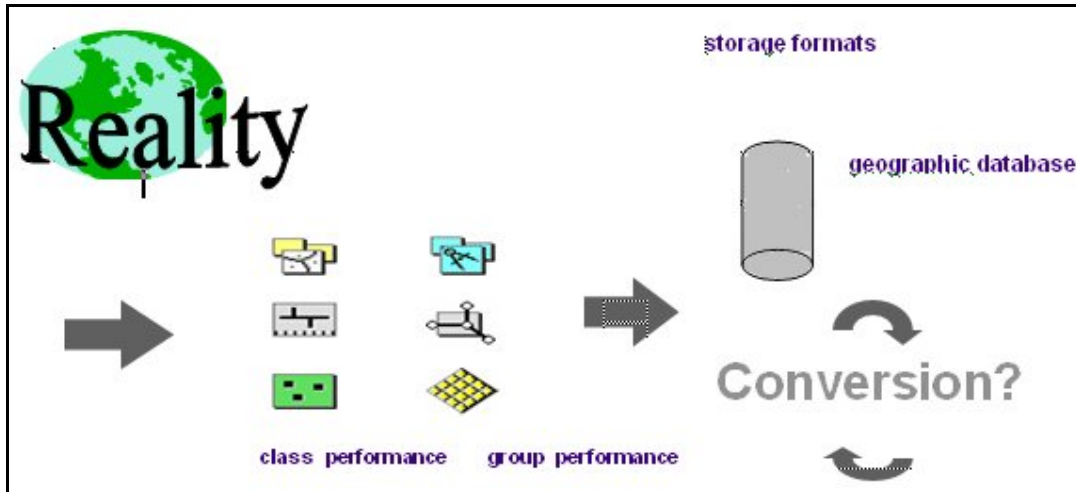 Reality
storage formats
geographic database
Conversion?
class performance
group performance